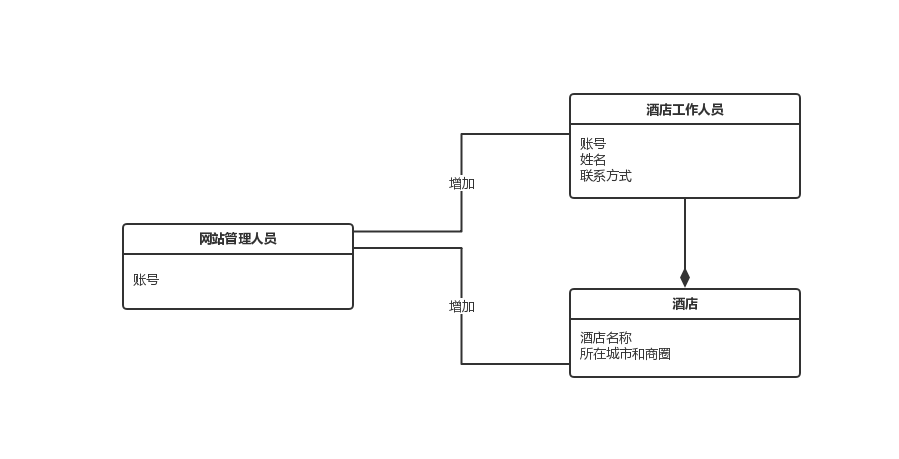 酒店工作人员
账号
姓名
联系方式
增加
网站管理人员
账号
增加
酒店
酒店名称
所在城市和商圈